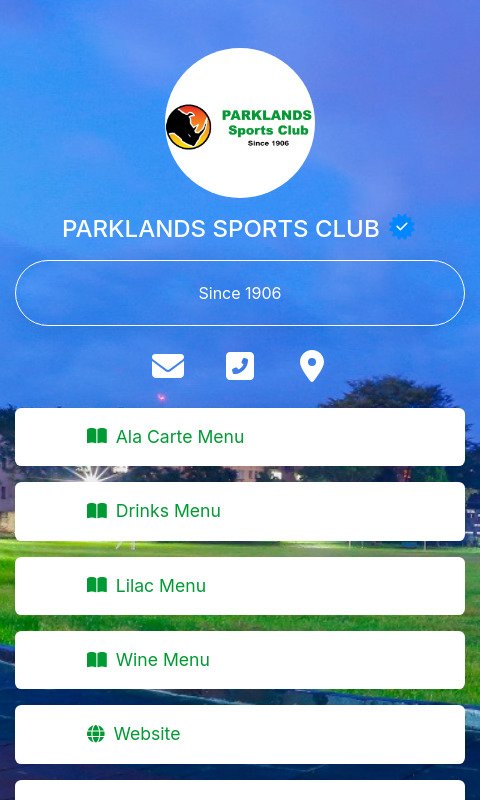 PARKLANDS
Sports Club
Since 1906
PARKLANDS SPORTS CLUB
Since 1906
Ala Carte Menu
Drinks Menu
Lilac Menu
Wine Menu
Website